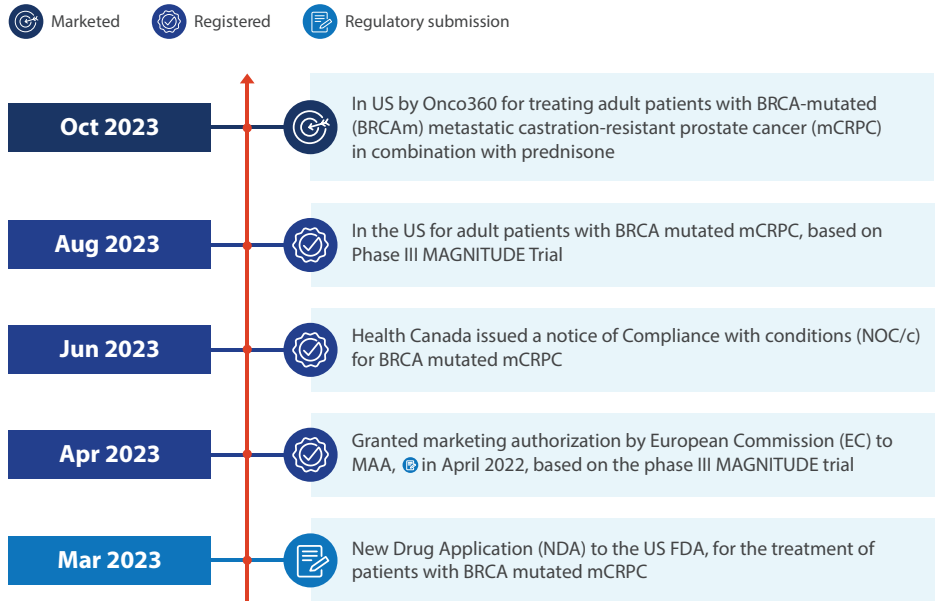 Marketed
Registered
Regulatory submission
Oct 2023
In US by Onco360 for treating adult patients with BRCA-mutated
(BRCAm) metastatic castration-resistant prostate cancer (mCRPC)
in combination with prednisone
Aug 2023
In the US for adult patients with BRCA mutated mCRPC, based on
Phase III MAGNITUDE Trial
Jun 2023
Health Canada issued a notice of Compliance with conditions (NOC/c)
for BRCA mutated mCRPC
Apr 2023
Granted marketing authorization by European Commission (EC) to
MAA, in April 2022, based on the phase III MAGNITUDE trial
Mar 2023
New Drug Application (NDA) to the US FDA, for the treatment of
patients with BRCA mutated mCRPC